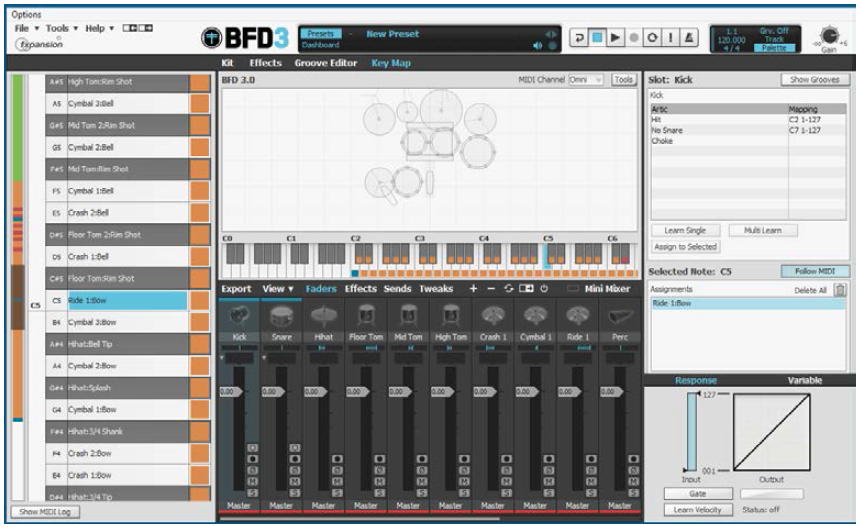 Options
File ▾ Tools ▾ Help ▾
fxpansion
BFD3
Presets - New Preset
Dashboard
1.1 Grv. Off
120.000 Track
4/4 Palette
-oo Gain +6
Kit Effects Groove Editor Key Map
A#5 High Tom:Rim Shot
A5 Cymbal 3:Bell
G#5 Mid Tom 2:Rim Shot
G5 Cymbal 2:Bell
F#5 Mid Tom:Rim Shot
F5 Cymbal 1:Bell
E5 Crash 2:Bell
D#5 Floor Tom 2:Rim Shot
D5 Crash 1:Bell
C#5 Floor Tom:Rim Shot
C5 C5 Ride 1:Bow
B4 Cymbal 3:Bow
A#4 Hihat:Bell Tip
A4 Cymbal 2:Bow
G#4 Hihat:Splash
G4 Cymbal 1:Bow
F#4 Hihat:3/4 Shank
F4 Crash 2:Bow
E4 Crash 1:Bow
D#4 Hihat:3/4 Tip
Show MIDI Log
BFD 3.0 MIDI Channel Omni Tools
C0 C1 C2 C3 C4 C5 C6
Export View ▾ Faders Effects Sends Tweaks + − Mini Mixer
Kick Snare Hihat Floor Tom Mid Tom High Tom Crash 1 Cymbal 1 Ride 1 Perc
0.00 0.00 0.00 0.00 0.00 0.00 0.00 0.00 0.00 0.00
M M M M M M M M
S S S S S S S S S S
Master Master Master Master Master Master Master Master Master Master
Slot: Kick Show Grooves
Kick
Artic Mapping
Hit C2 1-127
No Snare C7 1-127
Choke
Learn Single Multi Learn
Assign to Selected
Selected Note: C5 Follow MIDI
Assignments Delete All
Ride 1:Bow
Response Variable
127
001
Input Output
Gate
Learn Velocity Status: off